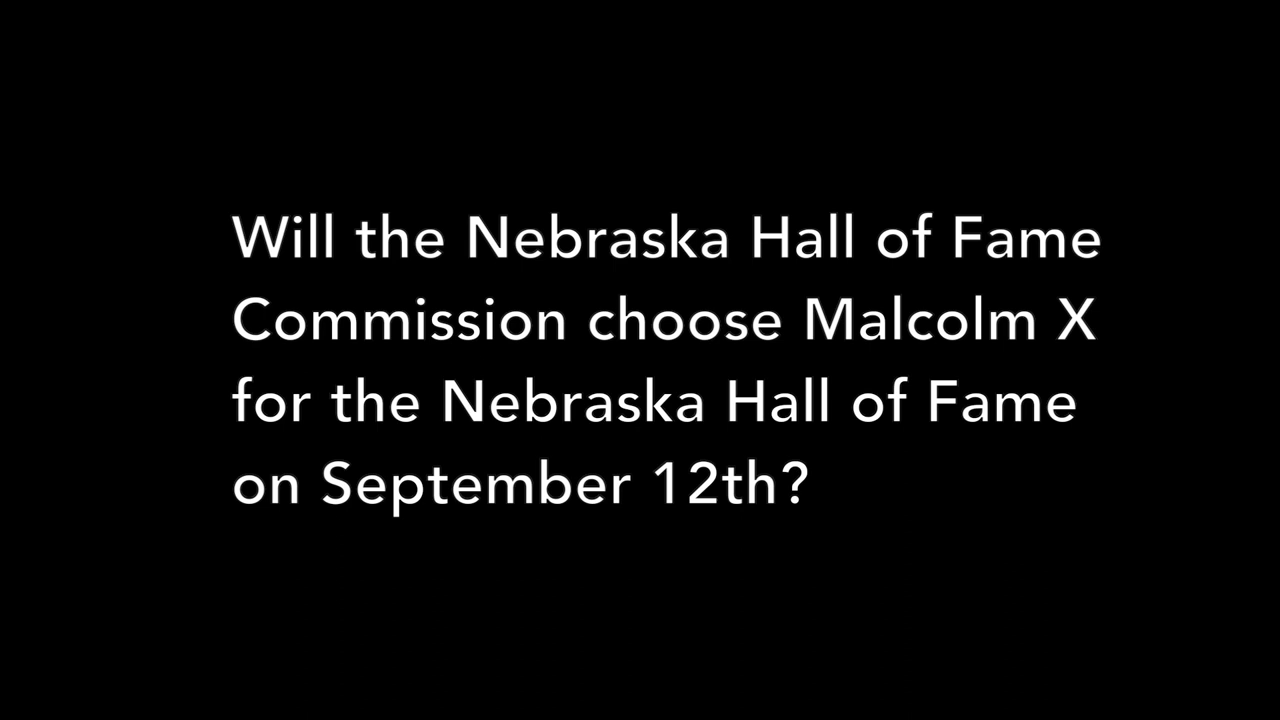 Will the Nebraska Hall of Fame
Commission choose Malcolm X
for the Nebraska Hall of Fame
on September 12th?